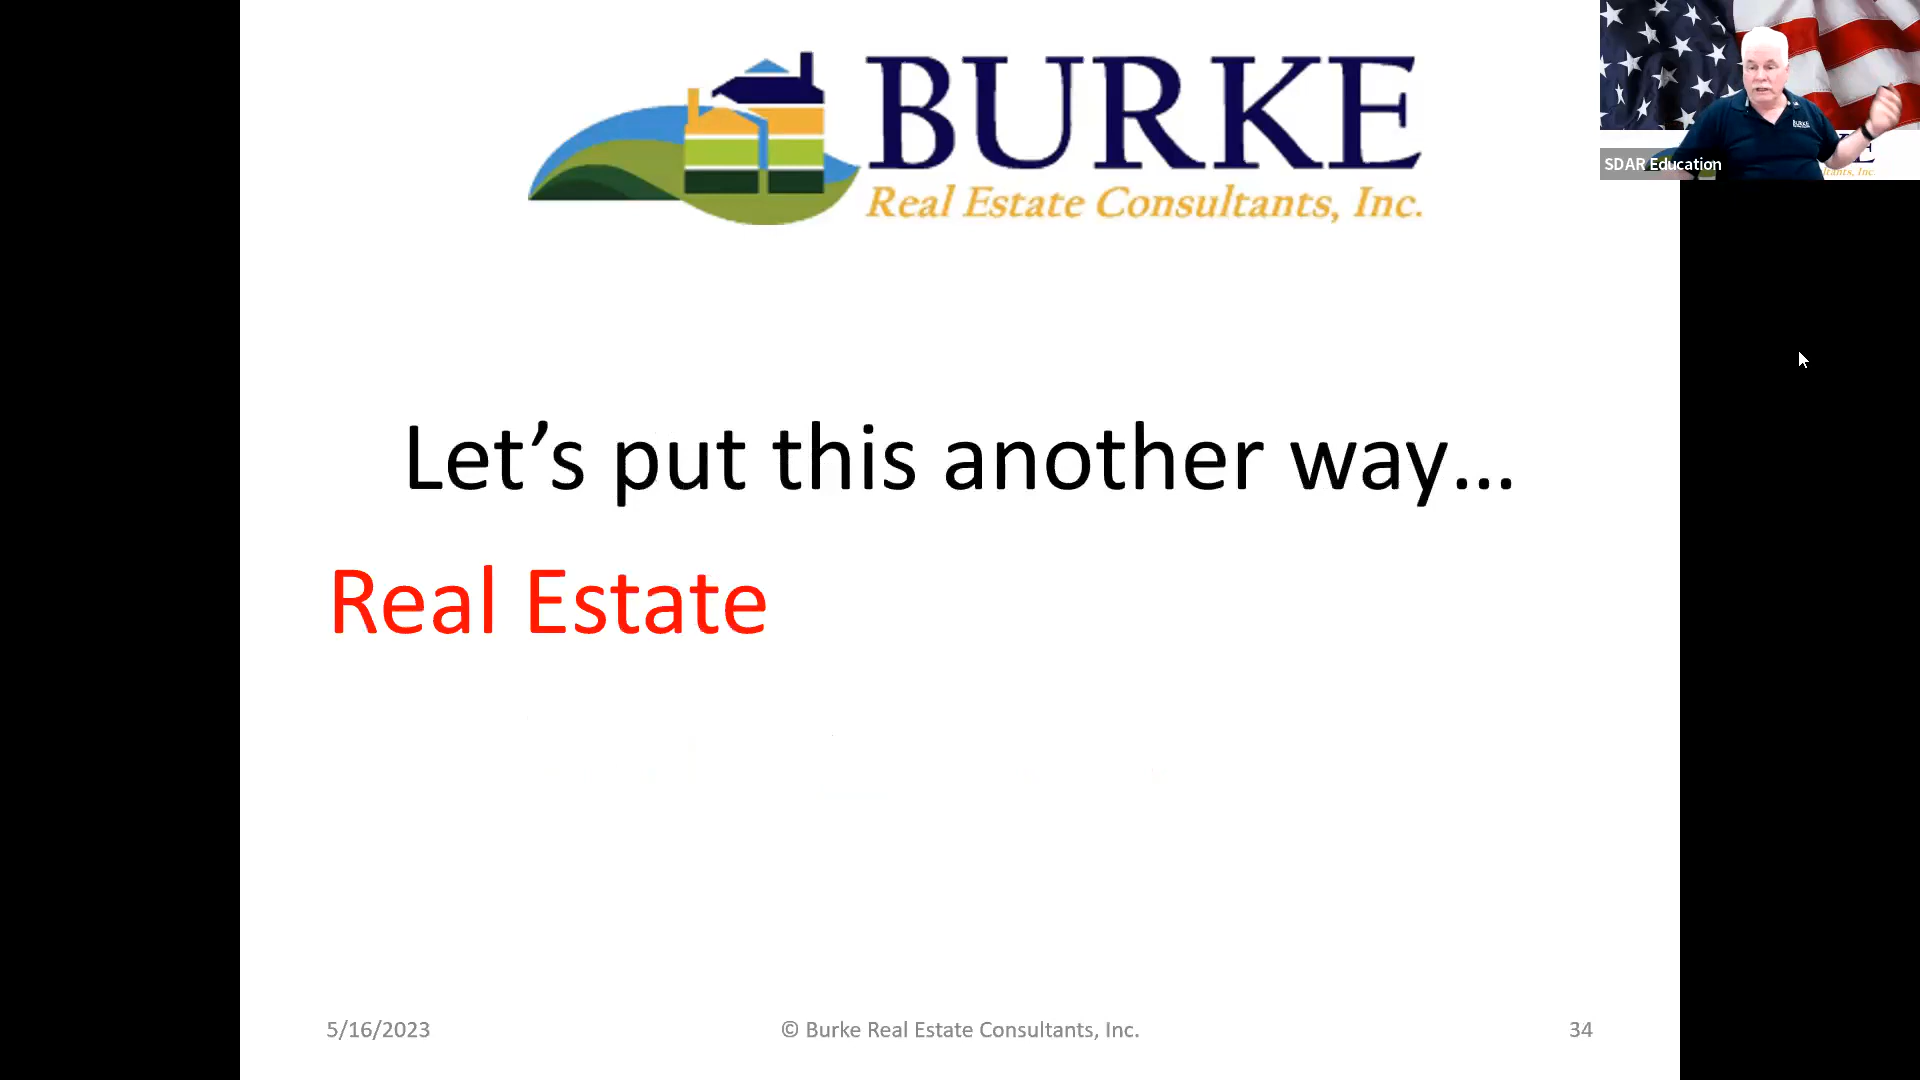 BURKE
Real Estate Consultants, Inc.
SDAR Education
Let’s put this another way…
Real Estate
5/16/2023
© Burke Real Estate Consultants, Inc.
34